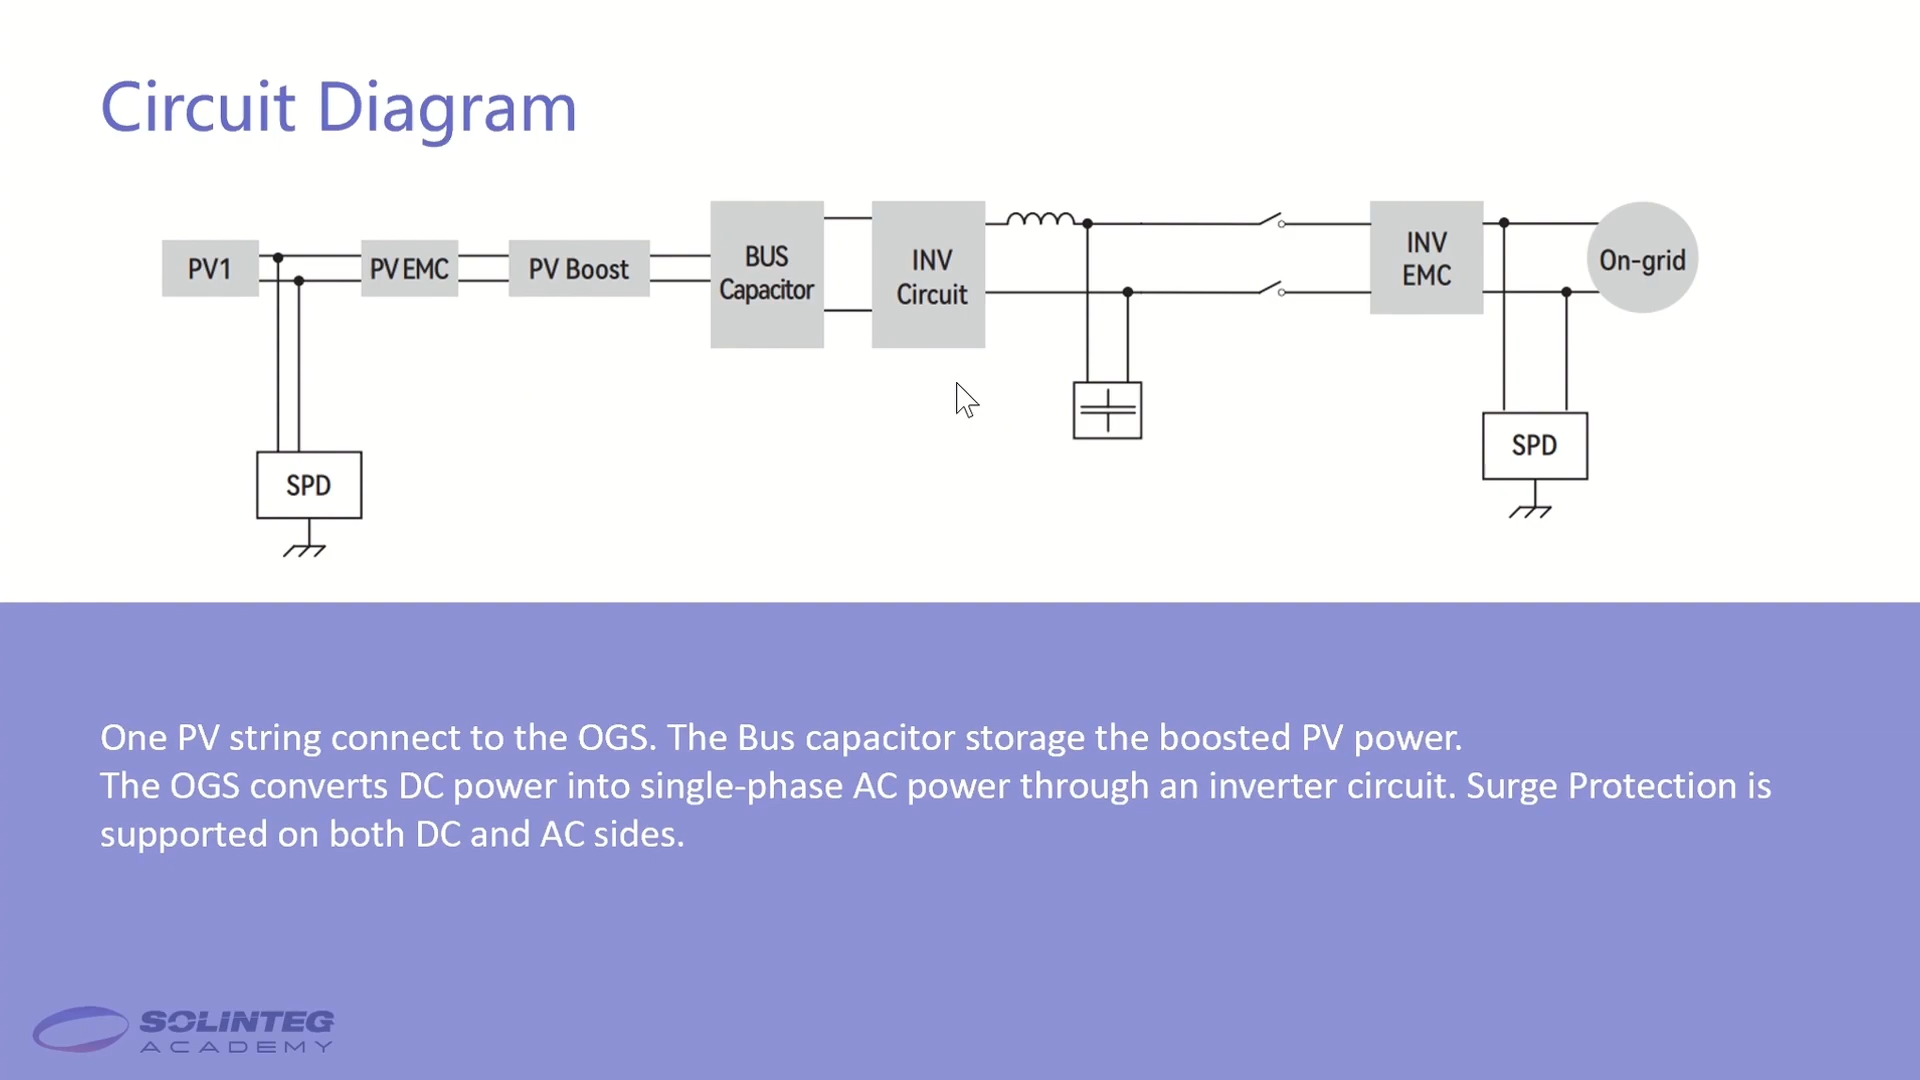 Circuit Diagram
PV1
PV EMC
PV Boost
BUS
Capacitor
INV
Circuit
INV
EMC
On-grid
SPD
SPD
One PV string connect to the OGS. The Bus capacitor storage the boosted PV power.
The OGS converts DC power into single-phase AC power through an inverter circuit. Surge Protection is
supported on both DC and AC sides.
SOLINTEG
ACADEMY